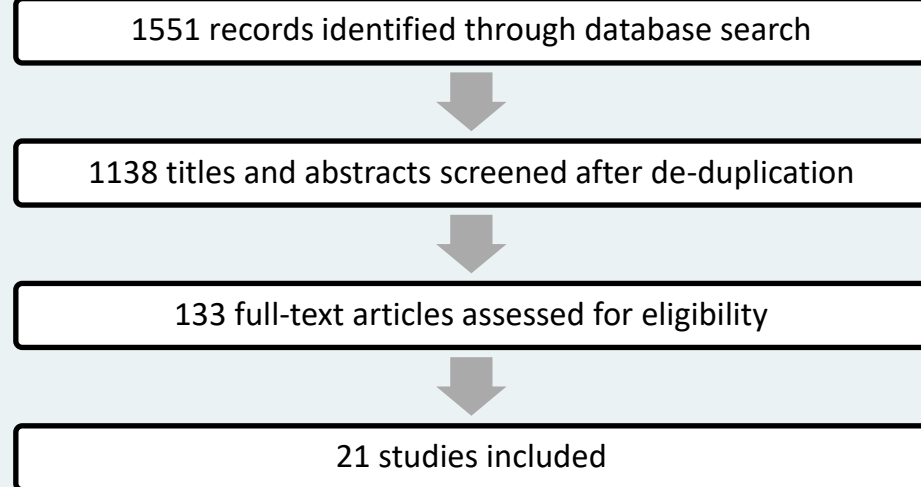 1551 records identified through database search
1138 titles and abstracts screened after de-duplication
133 full-text articles assessed for eligibility
21 studies included